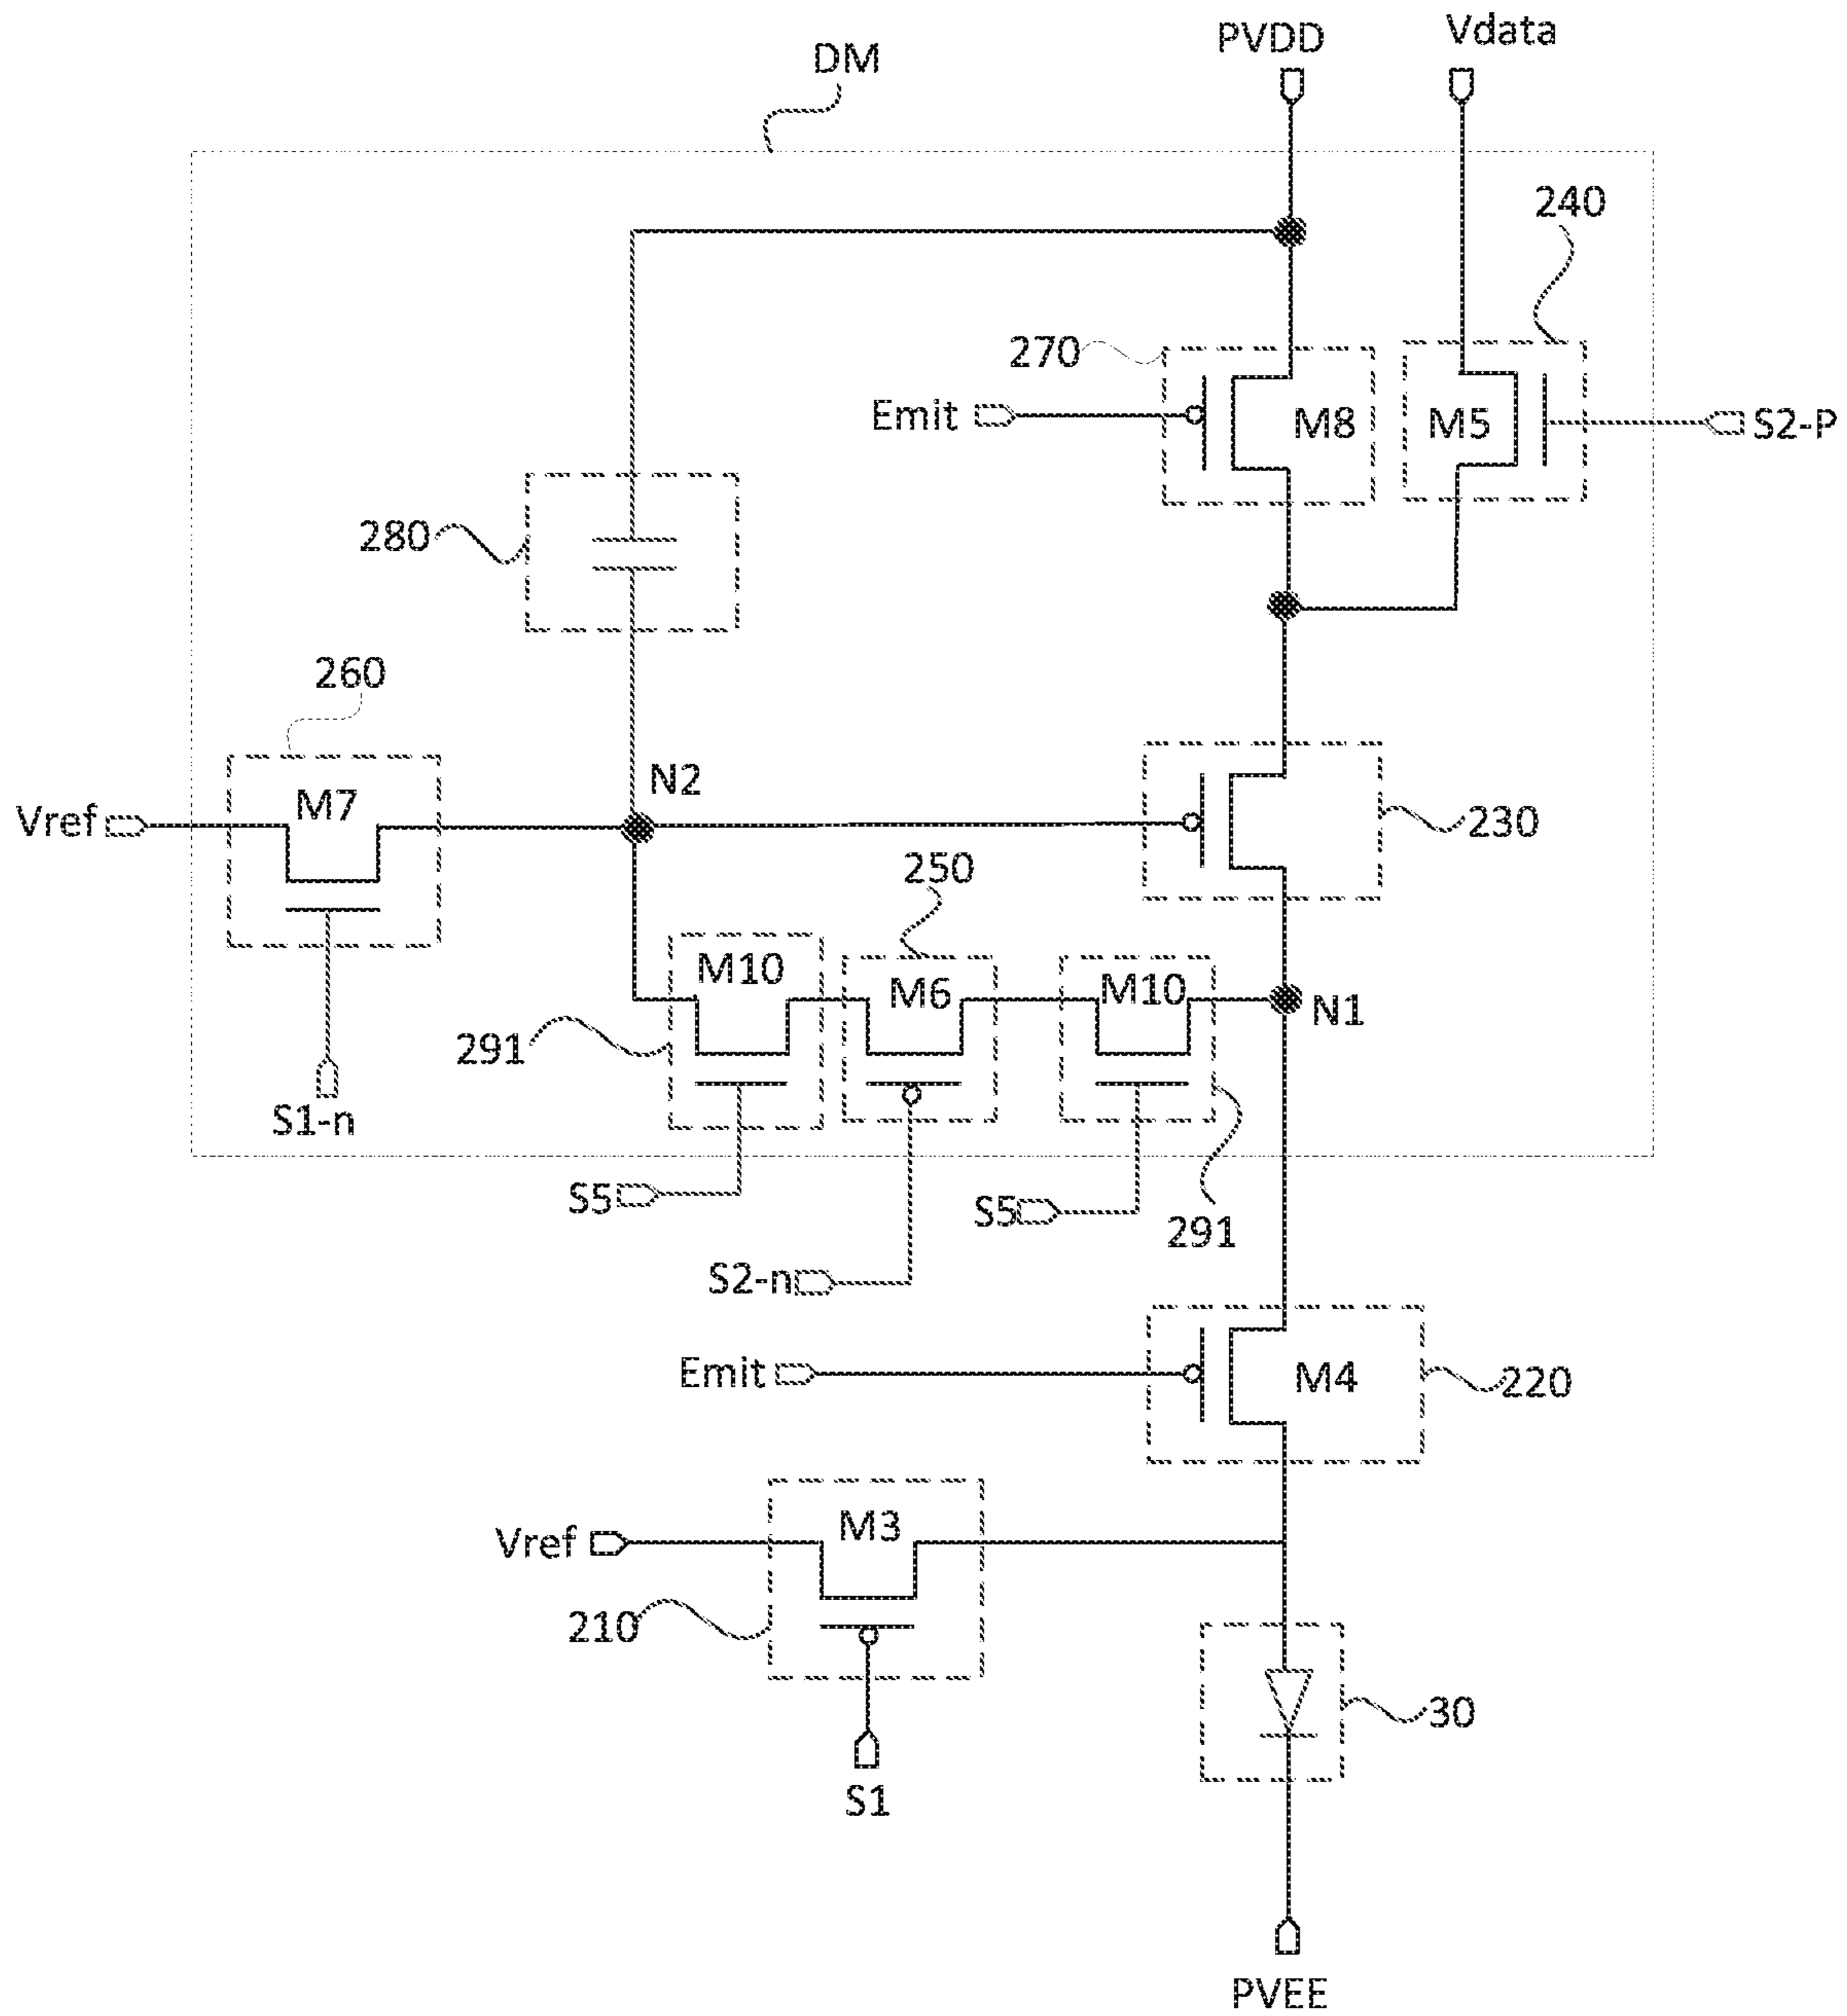 PVDD
Vdata
DM
240
270
Emit
M8
M5
S2-P
280
260
N2
M7
Vref
230
250
M10
M6
M10
N1
291
S1-n
S5
S5
291
S2-n
Emit
M4
220
M3
Vref
210
30
S1
PVEE